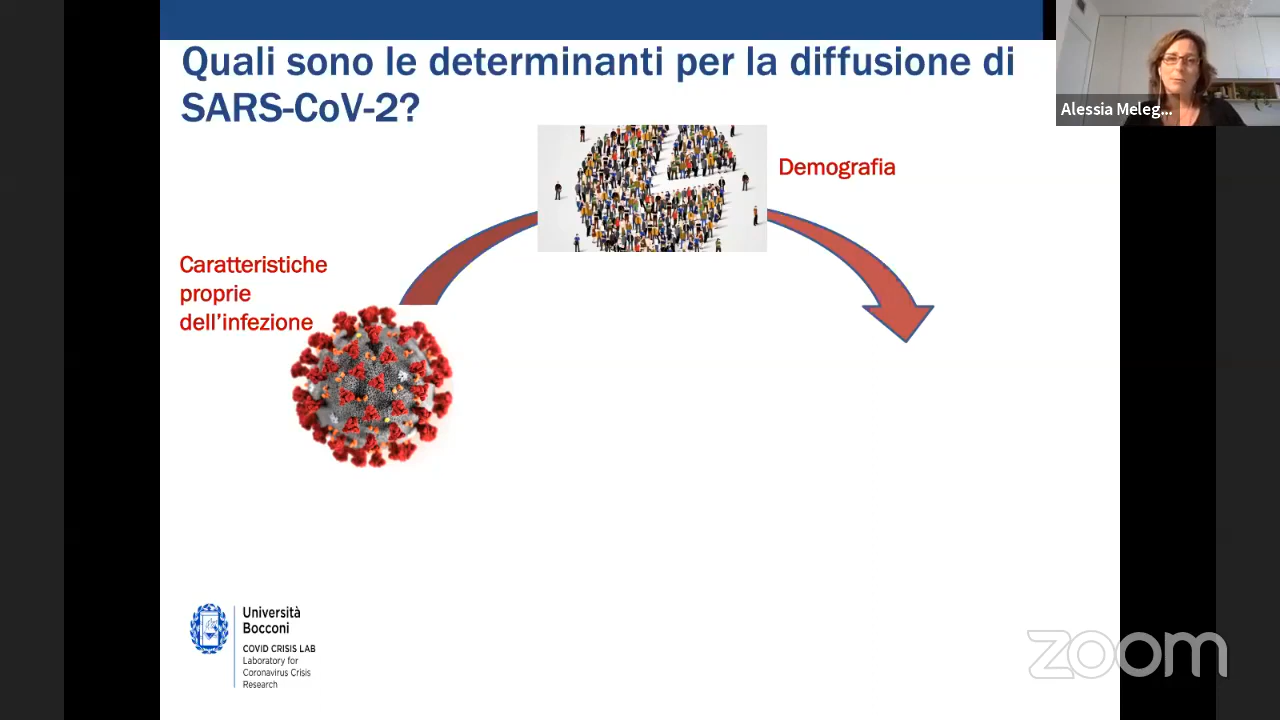 Quali sono le determinanti per la diffusione di
SARS-CoV-2?
Alessia Meleg...
Demografia
Caratteristiche
proprie
dell'infezione
Università
Bocconi
COVID CRISIS LAB
Laboratory for
Coronavirus Crisis
Research
zoom